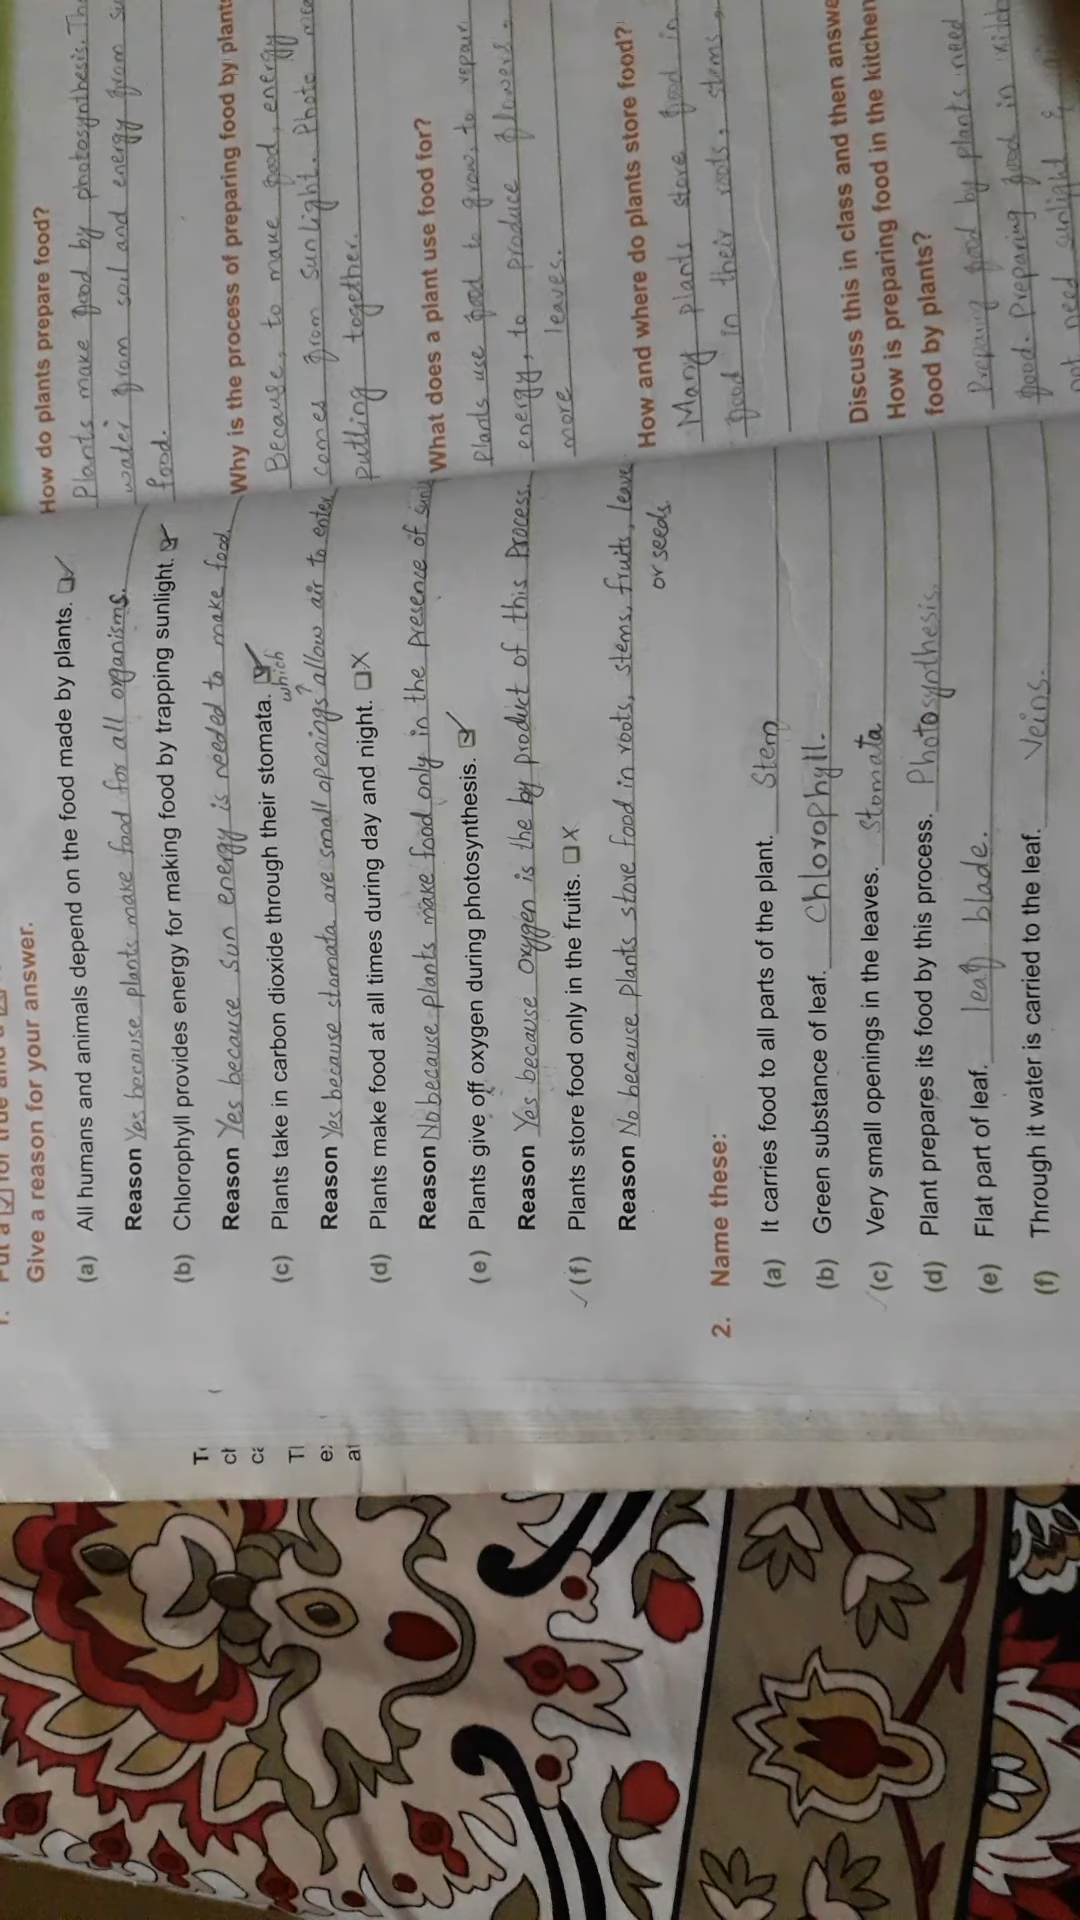 Give a reason for your answer.
(a) All humans and animals depend on the food made by plants.
Reason Yes because plants make food for all organisms.
(b) Chlorophyll provides energy for making food by trapping sunlight.
Reason Yes because sun energy is needed to make food
(c) Plants take in carbon dioxide through their stomata.
which
Reason Yes because stomata are small openings allow air to enter
(d) Plants make food at all times during day and night. X
Reason No because plants make food only in the presence of
(e) Plants give off oxygen during photosynthesis.
Reason Yes because oxygen is the by product of this Process.
(f) Plants store food only in the fruits. X
Reason No because plants store food in roots, stems, fruits, leave
or seeds
2. Name these:
(a) It carries food to all parts of the plant. Stem
(b) Green substance of leaf. Chlorophyll.
(c) Very small openings in the leaves. Stomata
(d) Plant prepares its food by this process. Photosynthesis.
(e) Flat part of leaf. leaf blade.
(f) Through it water is carried to the leaf. Veins.
How do plants prepare food?
Plants make food by photosynthesis.
water from soil and energy from
food.
Why is the process of preparing food by plant
Because, to make food, energy
comes from sunlight. Photo
putting together.
What does a plant use food for?
Plants use food to grow, to repair
energy, to produce flowers.
more leaves.
How and where do plants store food?
Many plants store food in
food in their roots, stems,
Discuss this in class and then answe
How is preparing food in the kitchen
food by plants?
Preparing food by plants need
food. Preparing food in kitch
not need sunlight